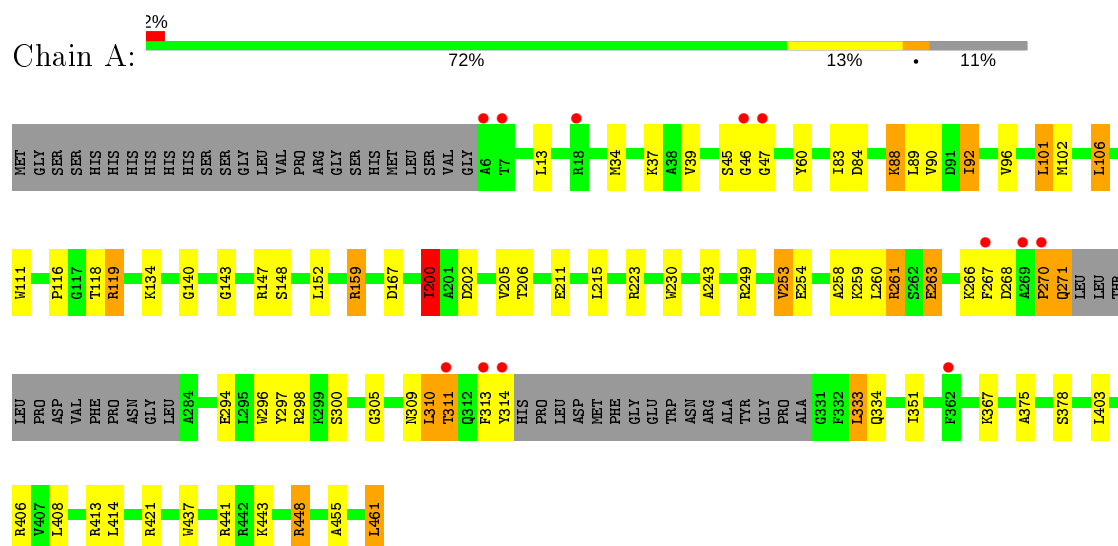 2%
Chain A:
72% 13% • 11%
MET GLY SER SER HIS HIS HIS HIS HIS HIS SER SER GLY LEU VAL PRO ARG GLY SER HIS MET LEU SER VAL GLY A6 T7 L13 R18 M34 K37 A38 V39 S45 G46 G47 Y60 I83 D84 K88 L89 V90 D91 I92 V96 L101 M102 L106
W111 P116 G117 T118 R119 K134 G140 G143 R147 S148 L152 R159 D167 I200 A201 D202 V205 T206 E211 L215 R223 W230 A243 R249 V253 E254 A258 K259 L260 R261 S262 E263 K266 F267 D268 A269 P270 Q271 LEU LEU THR
LEU PRO ASP VAL PHE PRO ASN GLY LEU A284 E294 L295 W296 Y297 R298 K299 S300 G305 N309 L310 T311 Q312 F313 Y314 HIS PRO LEU ASP MET PHE GLY GLU TRP ASN ARG ALA TYR GLY PRO ALA G331 F332 L333 Q334 I351 F362 K367 A375 S378 L403
R406 V407 L408 R413 L414 R421 W437 R441 R442 K443 R448 A455 L461